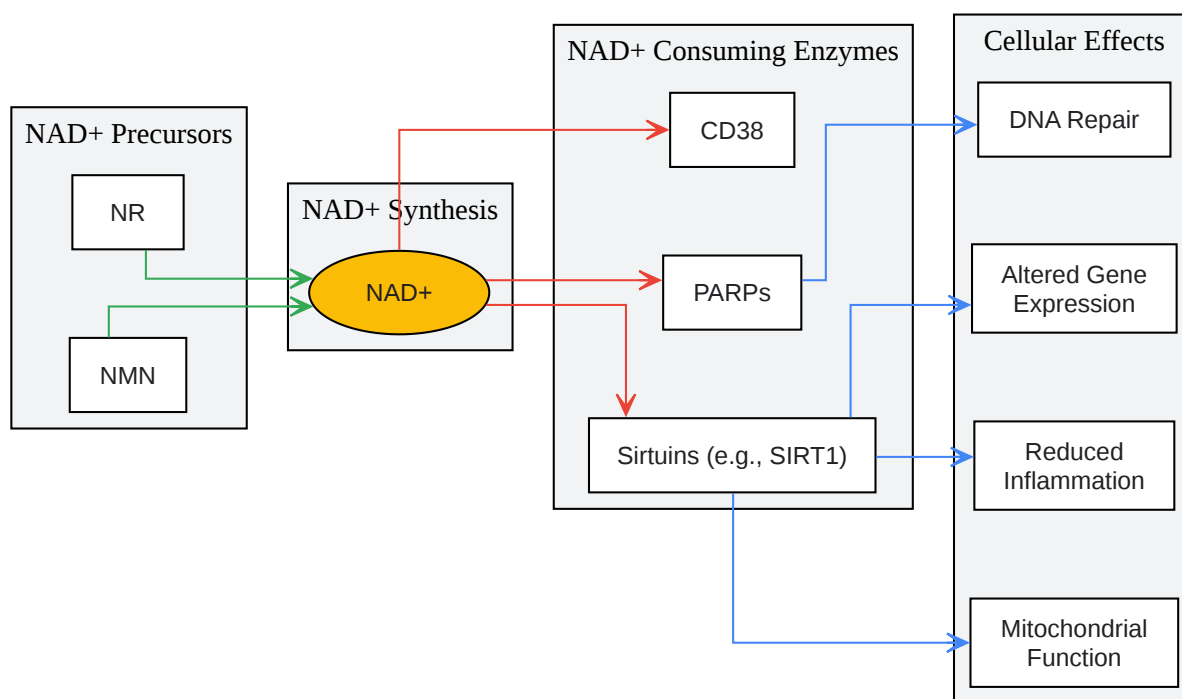 NAD+ Precursors
NR
NMN
NAD+ Synthesis
NAD+
NAD+ Consuming Enzymes
CD38
PARPs
Sirtuins (e.g., SIRT1)
Cellular Effects
DNA Repair
Altered Gene
Expression
Reduced
Inflammation
Mitochondrial
Function